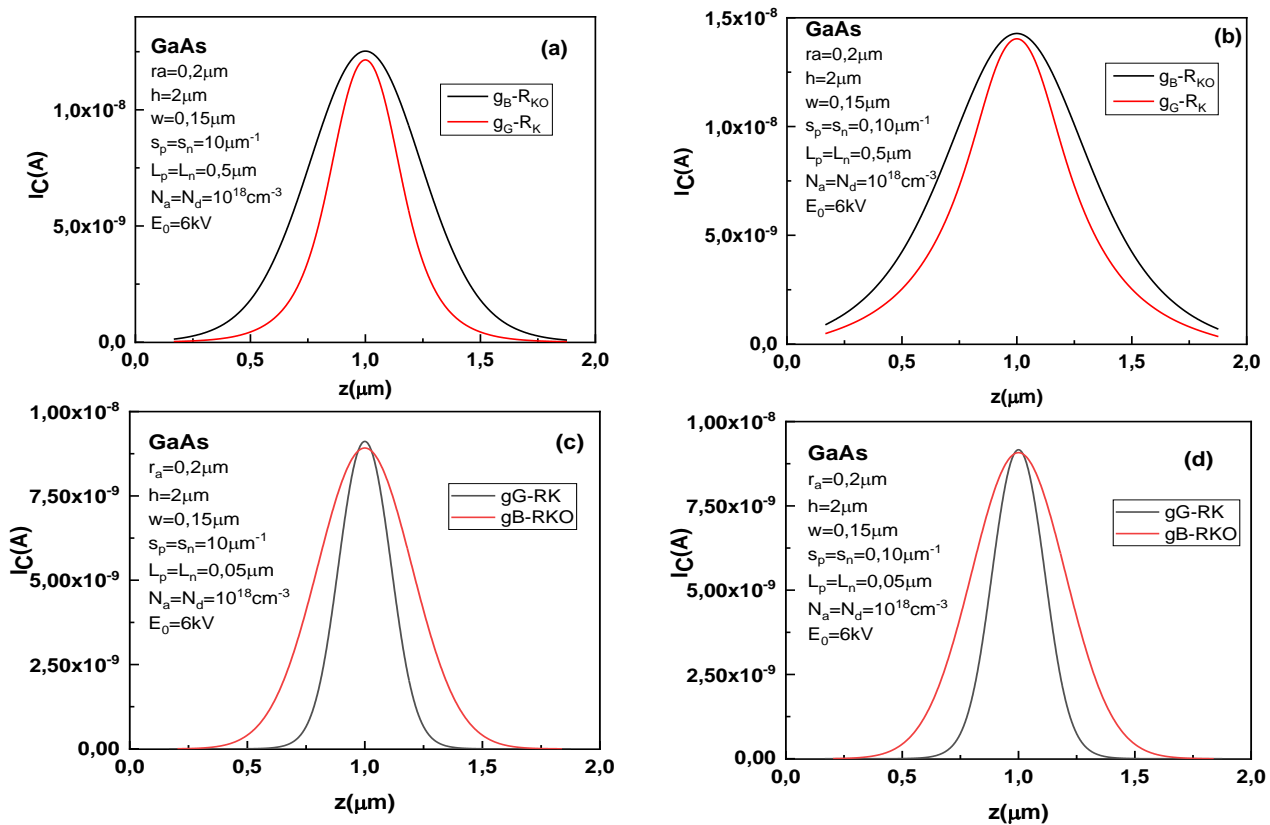 (a)
GaAs
ra=0,2μm
h=2μm
w=0,15μm
sp=sn=10μm-1
Lp=Ln=0,5μm
Na=Nd=10^18cm-3
E0=6kV
gB-RKO
gG-RK
1,0x10-8
5,0x10-9
0,0
IC(A)
0,0 0,5 1,0 1,5 2,0
z(μm)
(b)
GaAs
ra=0,2μm
h=2μm
w=0,15μm
sp=sn=0,10μm-1
Lp=Ln=0,5μm
Na=Nd=10^18cm-3
E0=6kV
gB-RKO
gG-RK
1,5x10-8
1,0x10-8
5,0x10-9
0,0
IC(A)
0,0 0,5 1,0 1,5 2,0
z(μm)
(c)
GaAs
ra=0,2μm
h=2μm
w=0,15μm
sp=sn=10μm-1
Lp=Ln=0,05μm
Na=Nd=10^18cm-3
E0=6kV
gG-RK
gB-RKO
1,00x10-8
7,50x10-9
5,00x10-9
2,50x10-9
0,00
IC(A)
0,0 0,5 1,0 1,5 2,0
z(μm)
(d)
GaAs
ra=0,2μm
h=2μm
w=0,15μm
sp=sn=0,10μm-1
Lp=Ln=0,05μm
Na=Nd=10^18cm-3
E0=6kV
gG-RK
gB-RKO
1,00x10-8
7,50x10-9
5,00x10-9
2,50x10-9
0,00
IC(A)
0,0 0,5 1,0 1,5 2,0
z(μm)